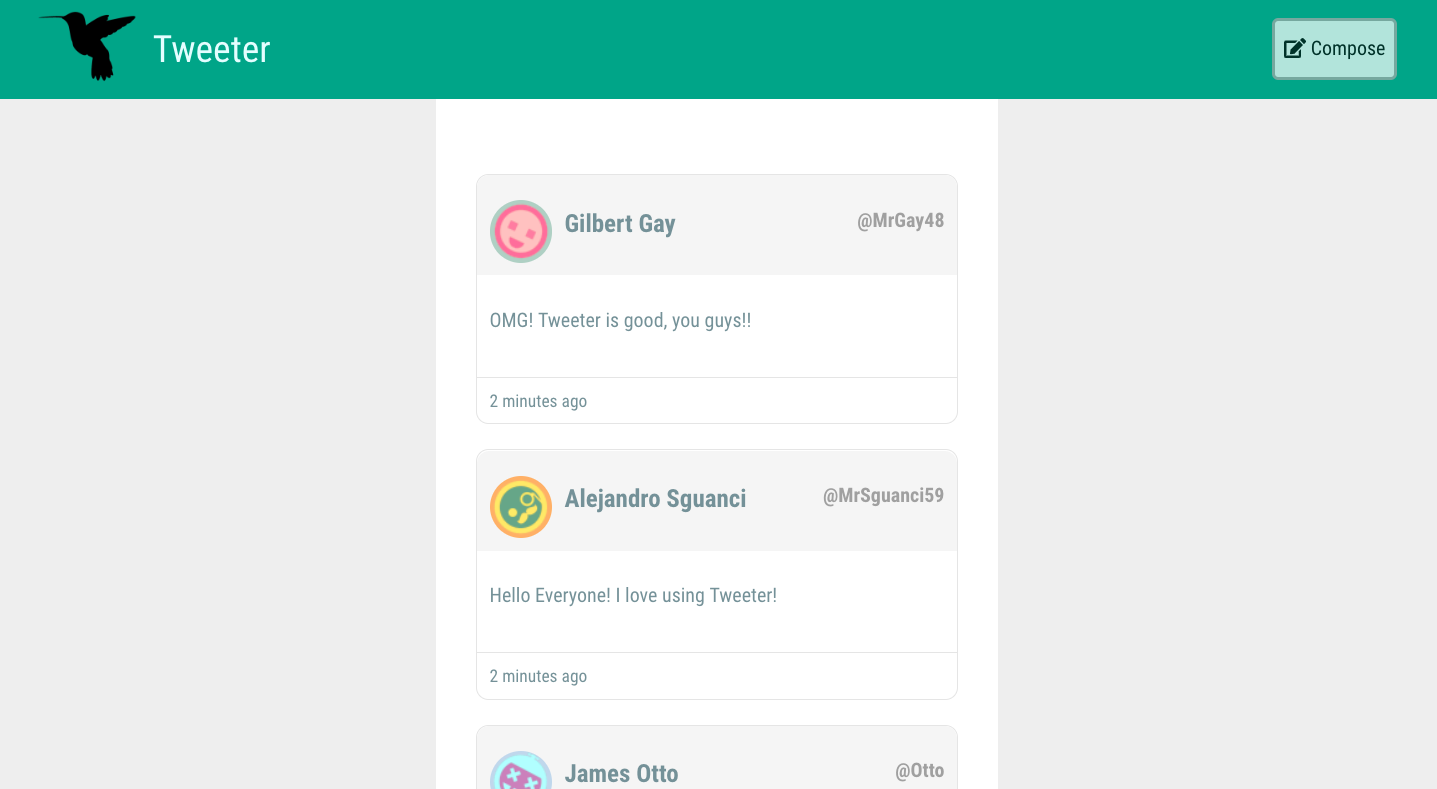 Tweeter
Compose
Gilbert Gay
@MrGay48
OMG! Tweeter is good, you guys!!
2 minutes ago
Alejandro Sguanci
@MrSguanci59
Hello Everyone! I love using Tweeter!
2 minutes ago
James Otto
@Otto